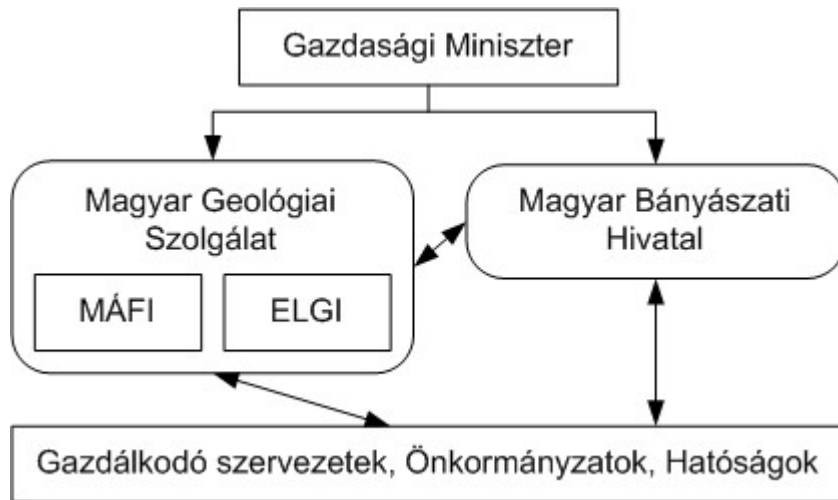 Gazdasági Miniszter
Magyar Geológiai
Szolgálat
MÁFI
ELGI
Magyar Bányászati
Hivatal
Gazdálkodó szervezetek, Önkormányzatok, Hatóságok